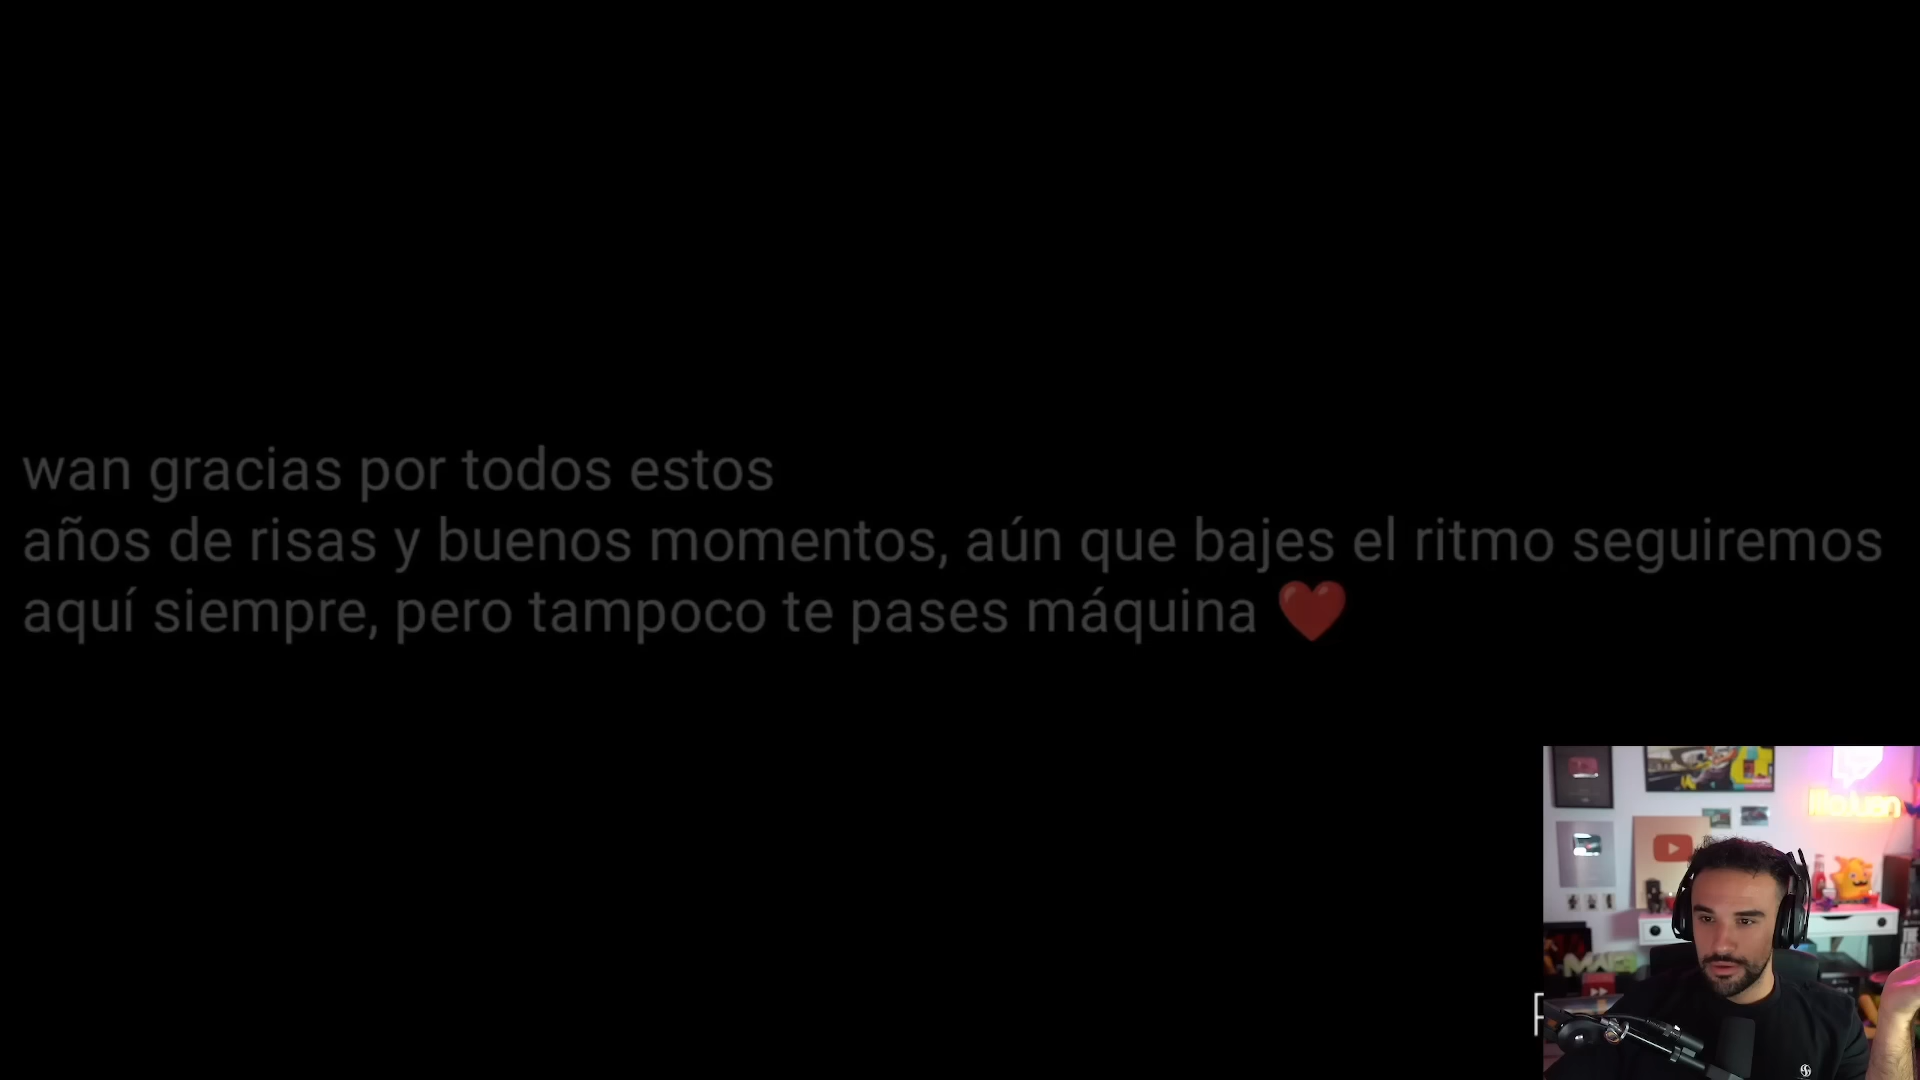 wan gracias por todos estos
años de risas y buenos momentos, aún que bajes el ritmo seguiremos
aquí siempre, pero tampoco te pases máquina ❤️